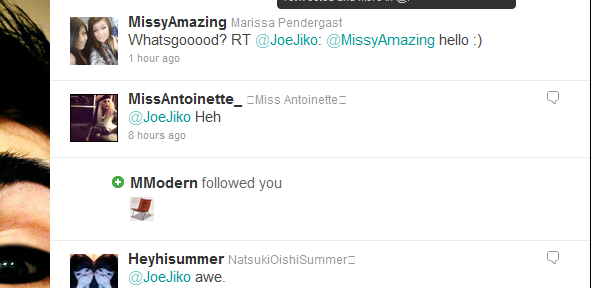 MissyAmazing Marissa Pendergast
Whatsgooood? RT @JoeJiko: @MissyAmazing hello :)
1 hour ago
MissAntoinette_ Miss Antoinette
@JoeJiko Heh
8 hours ago
MModern followed you
Heyhisummer NatsukiOishiSummer
@JoeJiko awe.